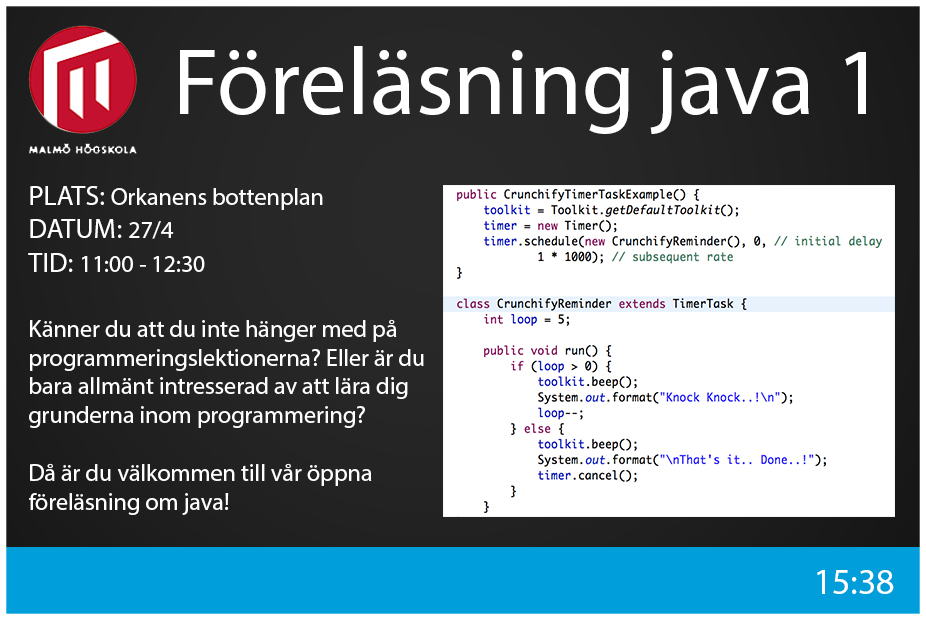 Föreläsning java 1
MALMÖ HÖGSKOLA
PLATS: Orkanens bottenplan
DATUM: 27/4
TID: 11:00 - 12:30
Känner du att du inte hänger med på
programmeringslektionerna? Eller är du
bara allmänt intresserad av att lära dig
grunderna inom programmering?
Då är du välkommen till vår öppna
föreläsning om java!
public CrunchifyTimerTaskExample() {
toolkit = Toolkit.getDefaultToolkit();
timer = new Timer();
timer.schedule(new CrunchifyReminder(), 0, // initial delay
1 * 1000); // subsequent rate
}
class CrunchifyReminder extends TimerTask {
int loop = 5;
public void run() {
if (loop > 0) {
toolkit.beep();
System.out.format("Knock Knock..!\n");
loop--;
} else {
toolkit.beep();
System.out.format("\nThat's it.. Done..!");
timer.cancel();
}
}
15:38